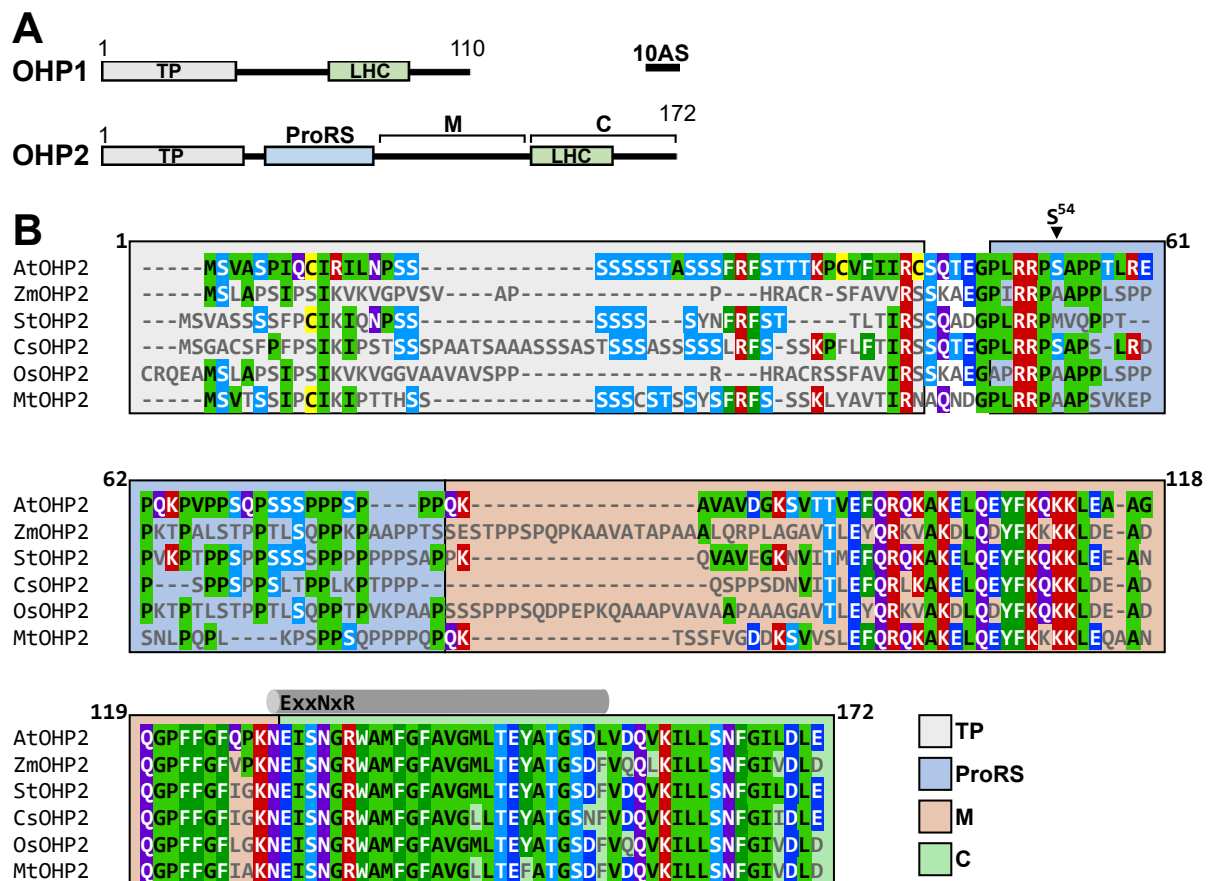 A
1
110
10AS
OHP1
TP
LHC
1
ProRS
M
C
172
OHP2
TP
LHC
B
1
S54
61
AtOHP2 -----MSVASPIQCIRILNPSS--------------SSSSSTASSSFRFSTTTKPCVFIIRCSQTEGPLRRPSAPPTLRE
ZmOHP2 -----MSLAPSIPSIKVKVGPVSV----AP---------------P---HRACR-SFAVVRSSKAEGPIRRPAAPPLSPP
StOHP2 ---MSVASSSSFPCIKIQNPSS--------------SSSS---SYNFRFST-----TLTIRSSQADGPLRRPMVQPPT--
CsOHP2 ---MSGACSFPFPSIKIPSTSSSPAATSAAASSSASTSSSASSSSSLRFS-SSKPFLFTIRSSQTEGPLRRPSAPS-LRD
OsOHP2 CRQEAMSLAPSIPSIKVKVGGVAAVAVSPP---------------R---HRACRSSFAVIRSSKAEGAPRRPAAPPLSPP
MtOHP2 -----MSVTSSIPCIKIPTTHSS-------------SSSCSTSSYSFRFS-SSKLYAVTIRNAQNDGPLRRPAAPSVKEP
62
118
AtOHP2 PQKPVPPSQPSSSPPPSP----PPQK------------------AVAVDGKSVTTVEFQRQKAKELQEYFKQKKLEA-AG
ZmOHP2 PKTPALSTPPTLSQPPKPAAPPTSSESTPPSPQPKAAVATAPAAALQRPLAGAVTLEYQRKVAKDLQDYFKKKKLDE-AD
StOHP2 PVKPTPPSPPSSSSPPPPPPPSAPPK------------------QVAVEGKNVITMEFQRQKAKELQEYFKQKKLEE-AN
CsOHP2 P---SPPSPPSLTPPLKPTPPP-----------------------QSPPSDNVITLEFQRLKAKELQEYFKQKKLDE-AD
OsOHP2 PKTPTLSTPPTLSQPPTPVKPAAPSSSPPPSQDPEPKQAAAPVAVAAPAAAGAVTLEYQRKVAKDLQDYFKQKKLDE-AD
MtOHP2 SNLPQPL----KPSPPSQPPPPQPQK----------------TSSFVGDDKSVVSLEFQRQKAKELQEYFKKKKLEQAAN
ExxNxR
119
172
AtOHP2 QGPFFGFQPKNEISNGRWAMFGFAVGMLTEYATGSDLVDQVKILLSNFGILDLE
ZmOHP2 QGPFFGFVPKNEISNGRWAMFGFAVGMLTEYATGSDFVQQLKILLSNFGIVDLD
StOHP2 QGPFFGFIGKNEISNGRWAMFGFAVGMLTEYATGSDFVDQVKILLSNFGIVDLE
CsOHP2 QGPFFGFIGKNEISNGRWAMFGFAVGLLTEYATGSNFVDQVKILLSNFGIIDLE
OsOHP2 QGPFFGFLGKNEISNGRWAMFGFAVGMLTEYATGSDFVQQVKILLSNFGIVDLD
MtOHP2 QGPFFGFIAKNEISNGRWAMFGFAVGLLTEFATGSDFVDQVKILLSNFGIVDLD
TP
ProRS
M
C